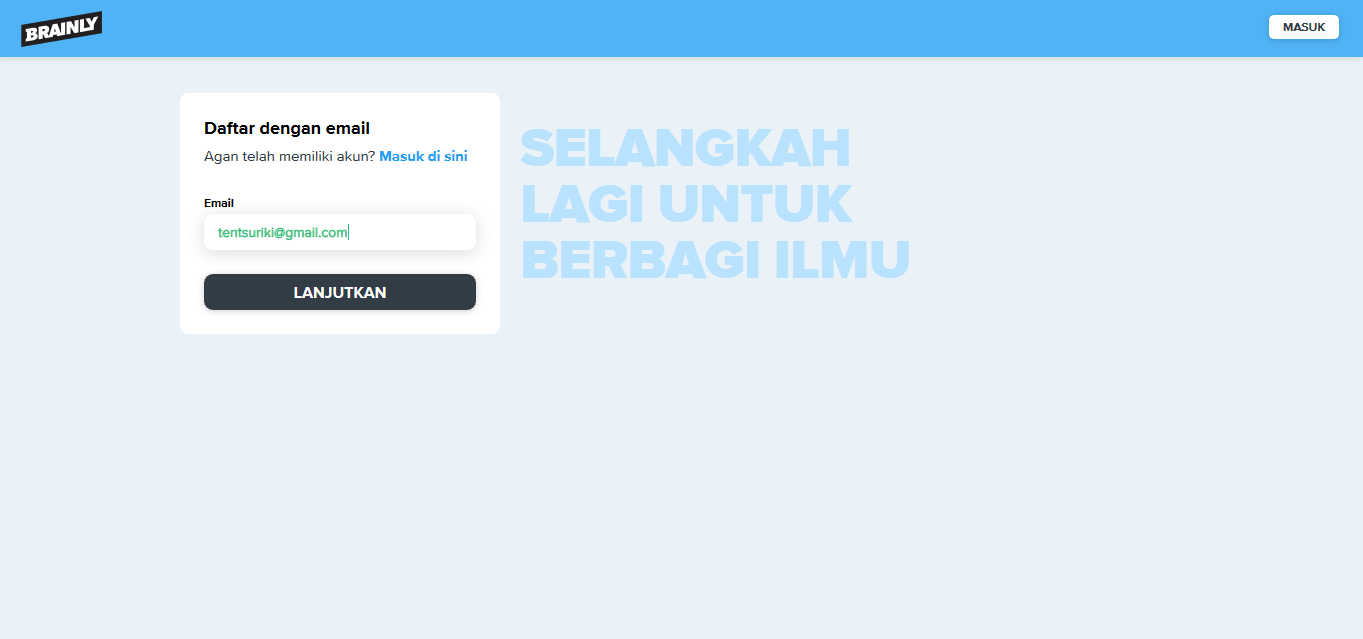 BRAINLY
MASUK
Daftar dengan email
Agan telah memiliki akun? Masuk di sini
Email
tentsuriki@gmail.com
LANJUTKAN
SELANGKAH
LAGI UNTUK
BERBAGI ILMU